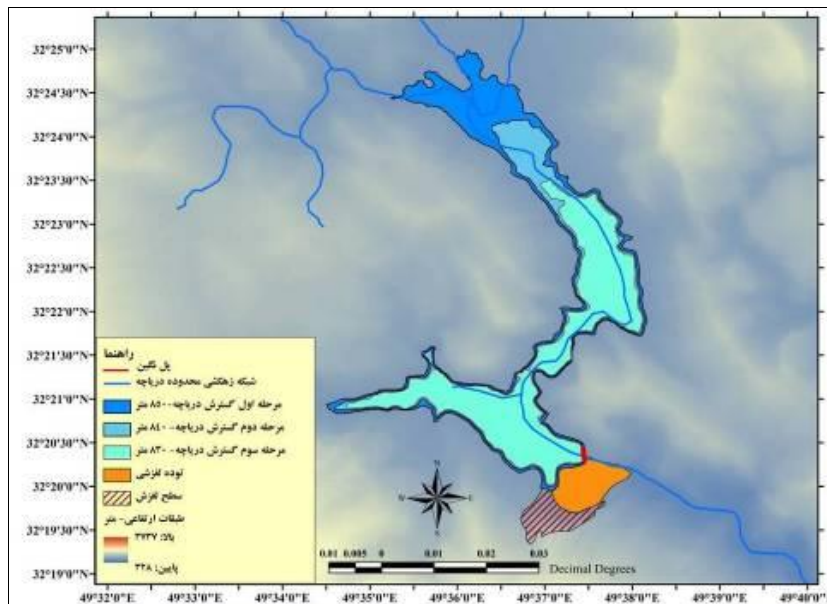 32°25'0"N
32°24'30"N
32°24'0"N
32°23'30"N
32°23'0"N
32°22'30"N
32°22'0"N
32°21'30"N
32°21'0"N
32°20'30"N
32°20'0"N
32°19'30"N
32°19'0"N
راهنما
پل نگین
شبکه زهکشی محدوده دریاچه
مرحله اول گسترش دریاچه-۸۵۰ متر
مرحله دوم گسترش دریاچه-۸۴۰ متر
مرحله سوم گسترش دریاچه-۸۳۰ متر
توده لغزشی
سطح لغزش
طبقات ارتفاعی- متر
بالا: ۳۷۳۷
پایین: ۳۲۸
N
W
E
S
0.01 0.005 0 0.01 0.02 0.03
Decimal Degrees
49°32'0"E 49°33'0"E 49°34'0"E 49°35'0"E 49°36'0"E 49°37'0"E 49°38'0"E 49°39'0"E 49°40'0"E